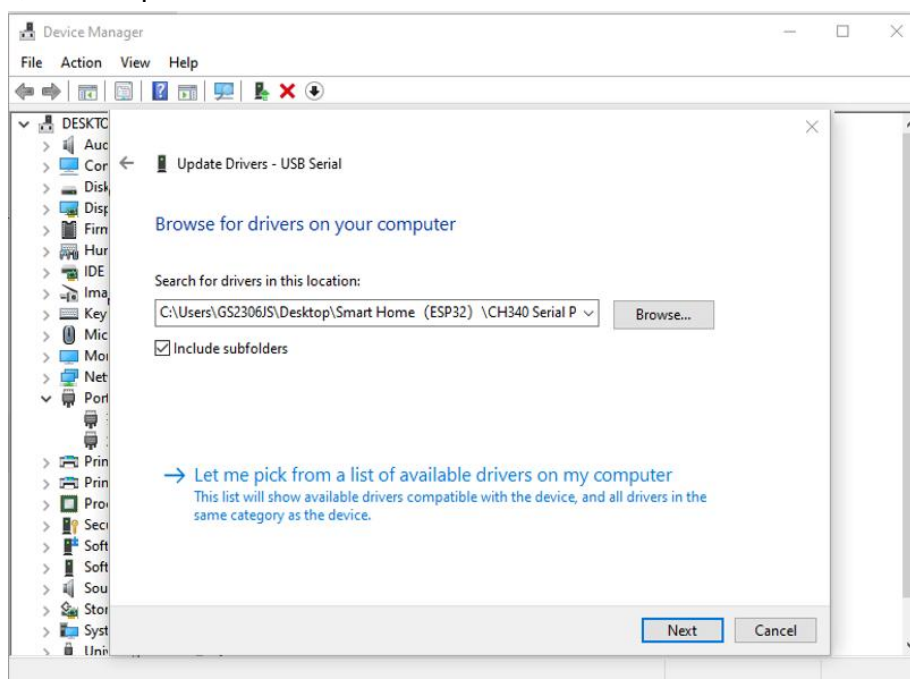 Device Manager
File Action View Help
DESKTC
Auc
Cor
Disk
Disp
Firn
Hur
IDE
Ima
Key
Mic
Mor
Net
Port
Prin
Prin
Pro
Secu
Soft
Soft
Sou
Stor
Syst
Univ
Update Drivers - USB Serial
Browse for drivers on your computer
Search for drivers in this location:
C:\Users\GS2306JS\Desktop\Smart Home（ESP32）\CH340 Serial P
Browse...
Include subfolders
Let me pick from a list of available drivers on my computer
This list will show available drivers compatible with the device, and all drivers in the
same category as the device.
Next Cancel